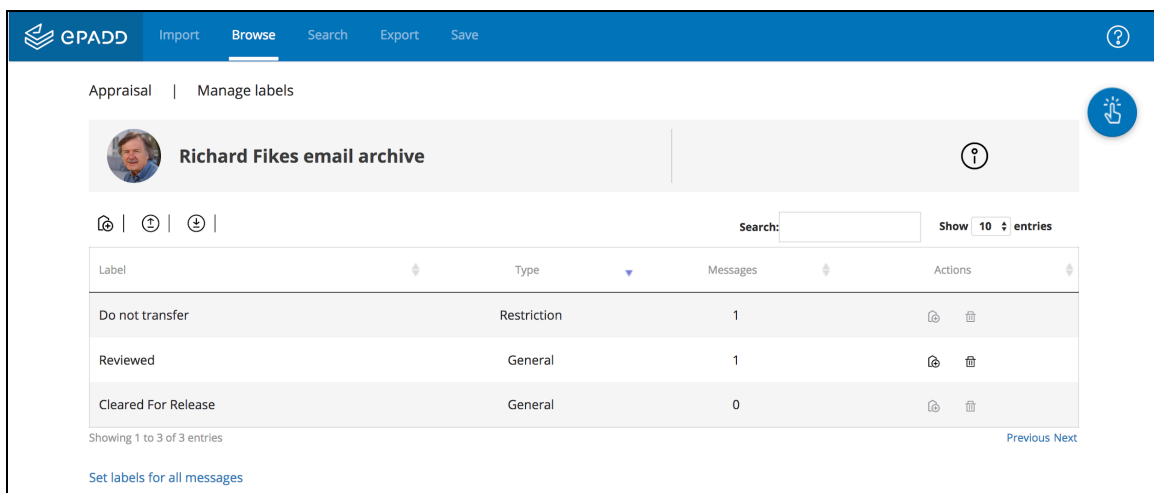 ePADD Import Browse Search Export Save
Appraisal | Manage labels
Richard Fikes email archive
Search: Show 10 entries
Label Type Messages Actions
Do not transfer Restriction 1
Reviewed General 1
Cleared For Release General 0
Showing 1 to 3 of 3 entries Previous Next
Set labels for all messages